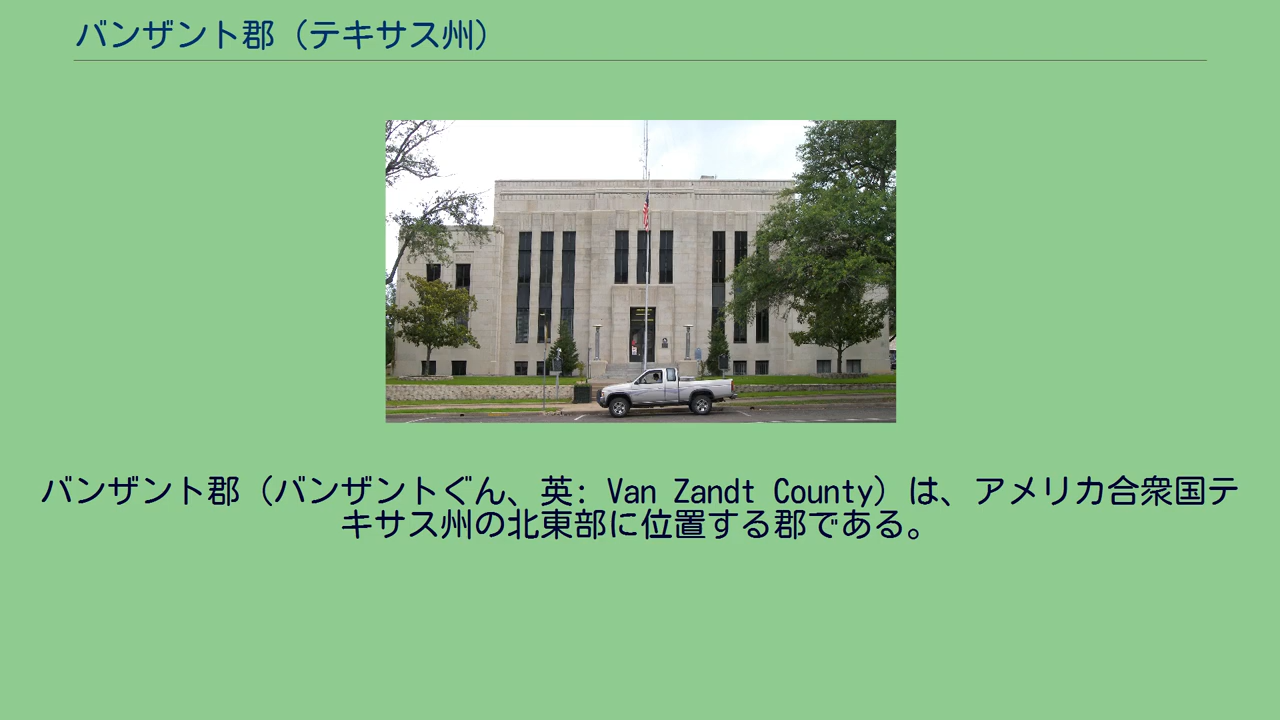 バンザント郡（テキサス州）
バンザント郡（バンザントぐん、英: Van Zandt County）は、アメリカ合衆国テ
キサス州の北東部に位置する郡である。